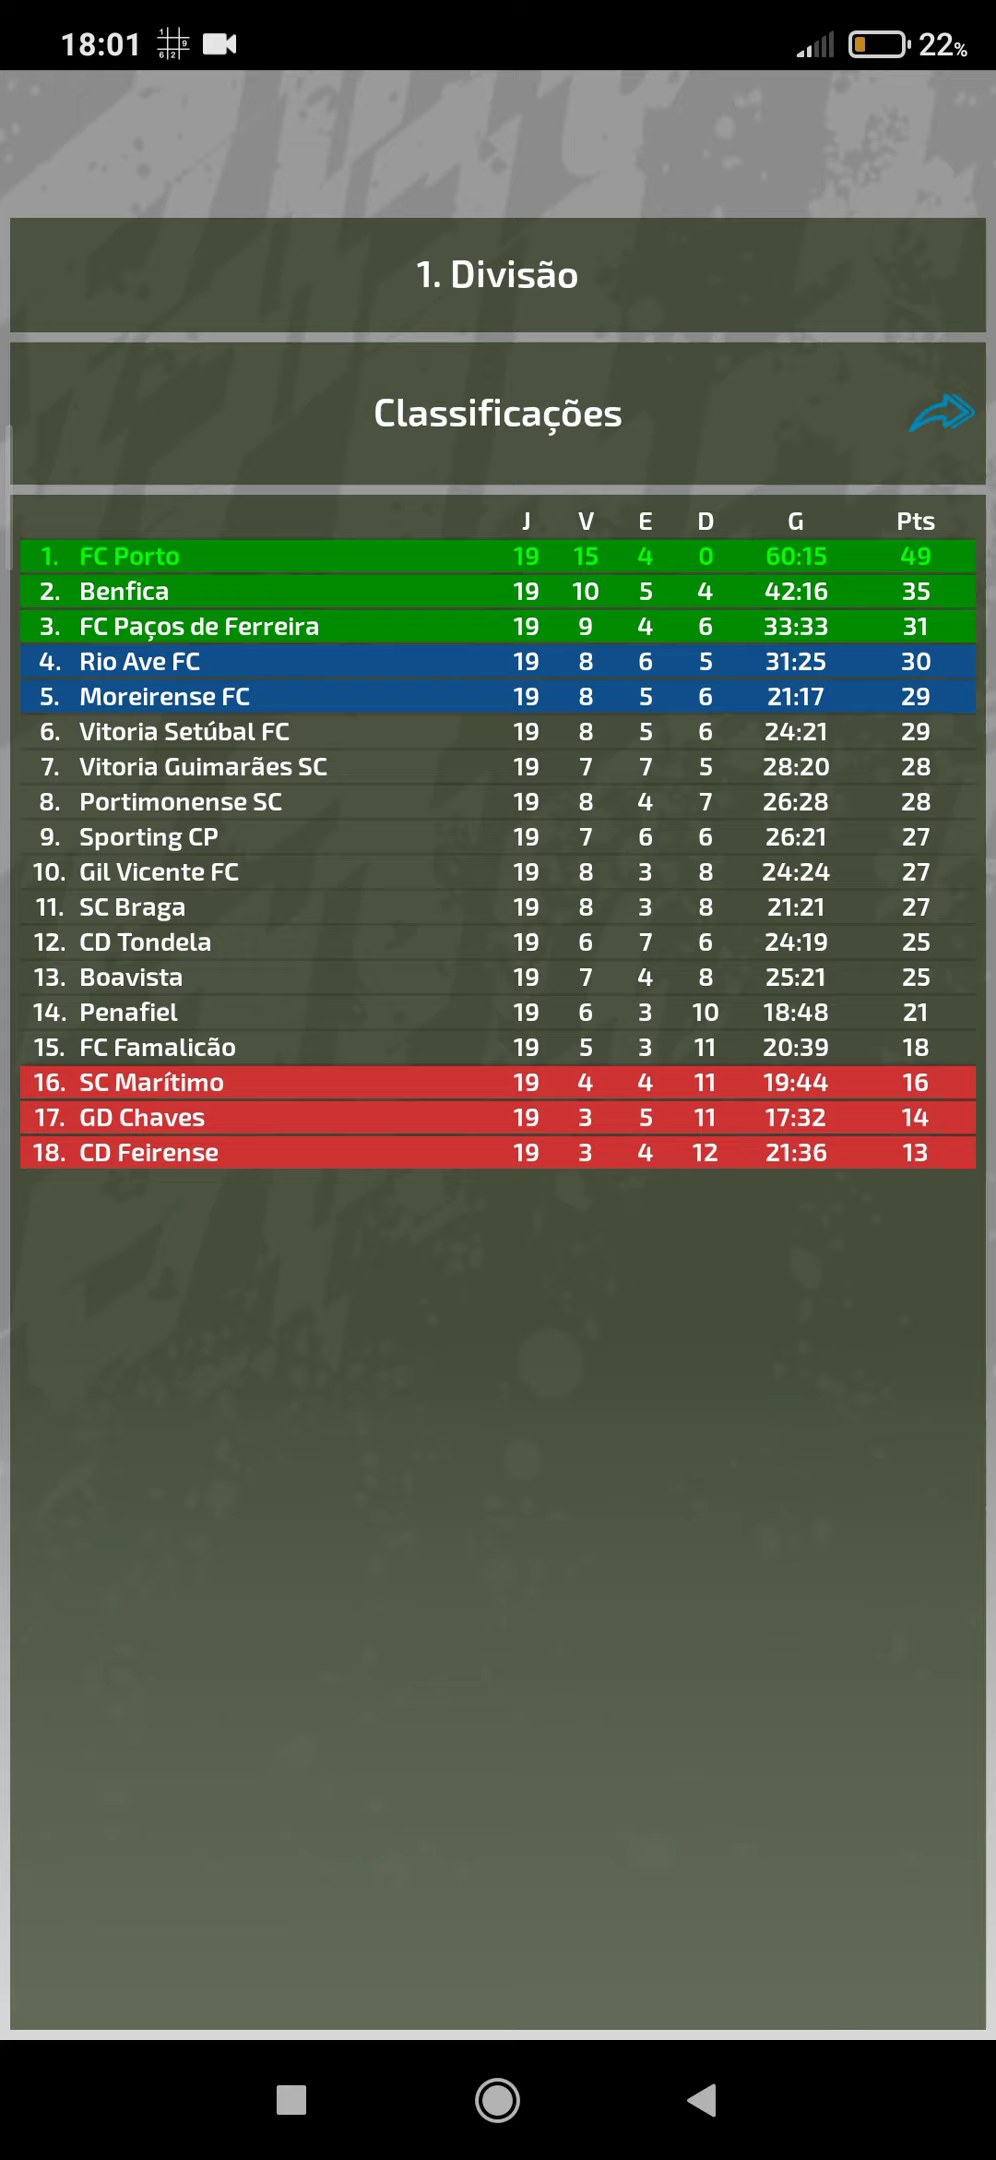 18:01 22%
1. Divisão
Classificações
J V E D G Pts
1. FC Porto 19 15 4 0 60:15 49
2. Benfica 19 10 5 4 42:16 35
3. FC Paços de Ferreira 19 9 4 6 33:33 31
4. Rio Ave FC 19 8 6 5 31:25 30
5. Moreirense FC 19 8 5 6 21:17 29
6. Vitoria Setúbal FC 19 8 5 6 24:21 29
7. Vitoria Guimarães SC 19 7 7 5 28:20 28
8. Portimonense SC 19 8 4 7 26:28 28
9. Sporting CP 19 7 6 6 26:21 27
10. Gil Vicente FC 19 8 3 8 24:24 27
11. SC Braga 19 8 3 8 21:21 27
12. CD Tondela 19 6 7 6 24:19 25
13. Boavista 19 7 4 8 25:21 25
14. Penafiel 19 6 3 10 18:48 21
15. FC Famalicão 19 5 3 11 20:39 18
16. SC Marítimo 19 4 4 11 19:44 16
17. GD Chaves 19 3 5 11 17:32 14
18. CD Feirense 19 3 4 12 21:36 13